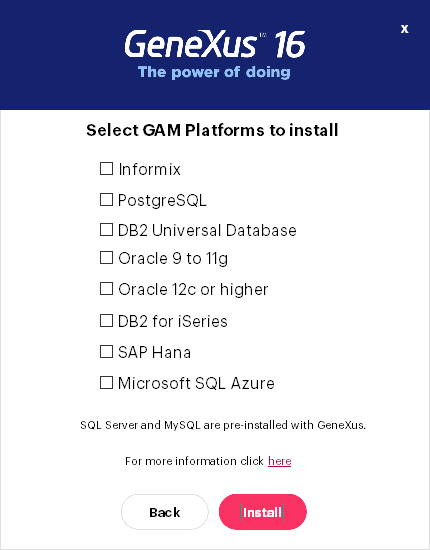 x
GeneXus™ 16
The power of doing
Select GAM Platforms to install
Informix
PostgreSQL
DB2 Universal Database
Oracle 9 to 11g
Oracle 12c or higher
DB2 for iSeries
SAP Hana
Microsoft SQL Azure
SQL Server and MySQL are pre-installed with GeneXus.
For more information click here
Back Install